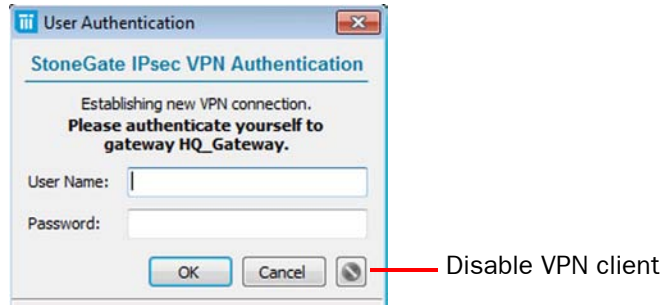 User Authentication
StoneGate IPsec VPN Authentication
Establishing new VPN connection.
Please authenticate yourself to
gateway HQ_Gateway.
User Name:
Password:
OK Cancel
Disable VPN client